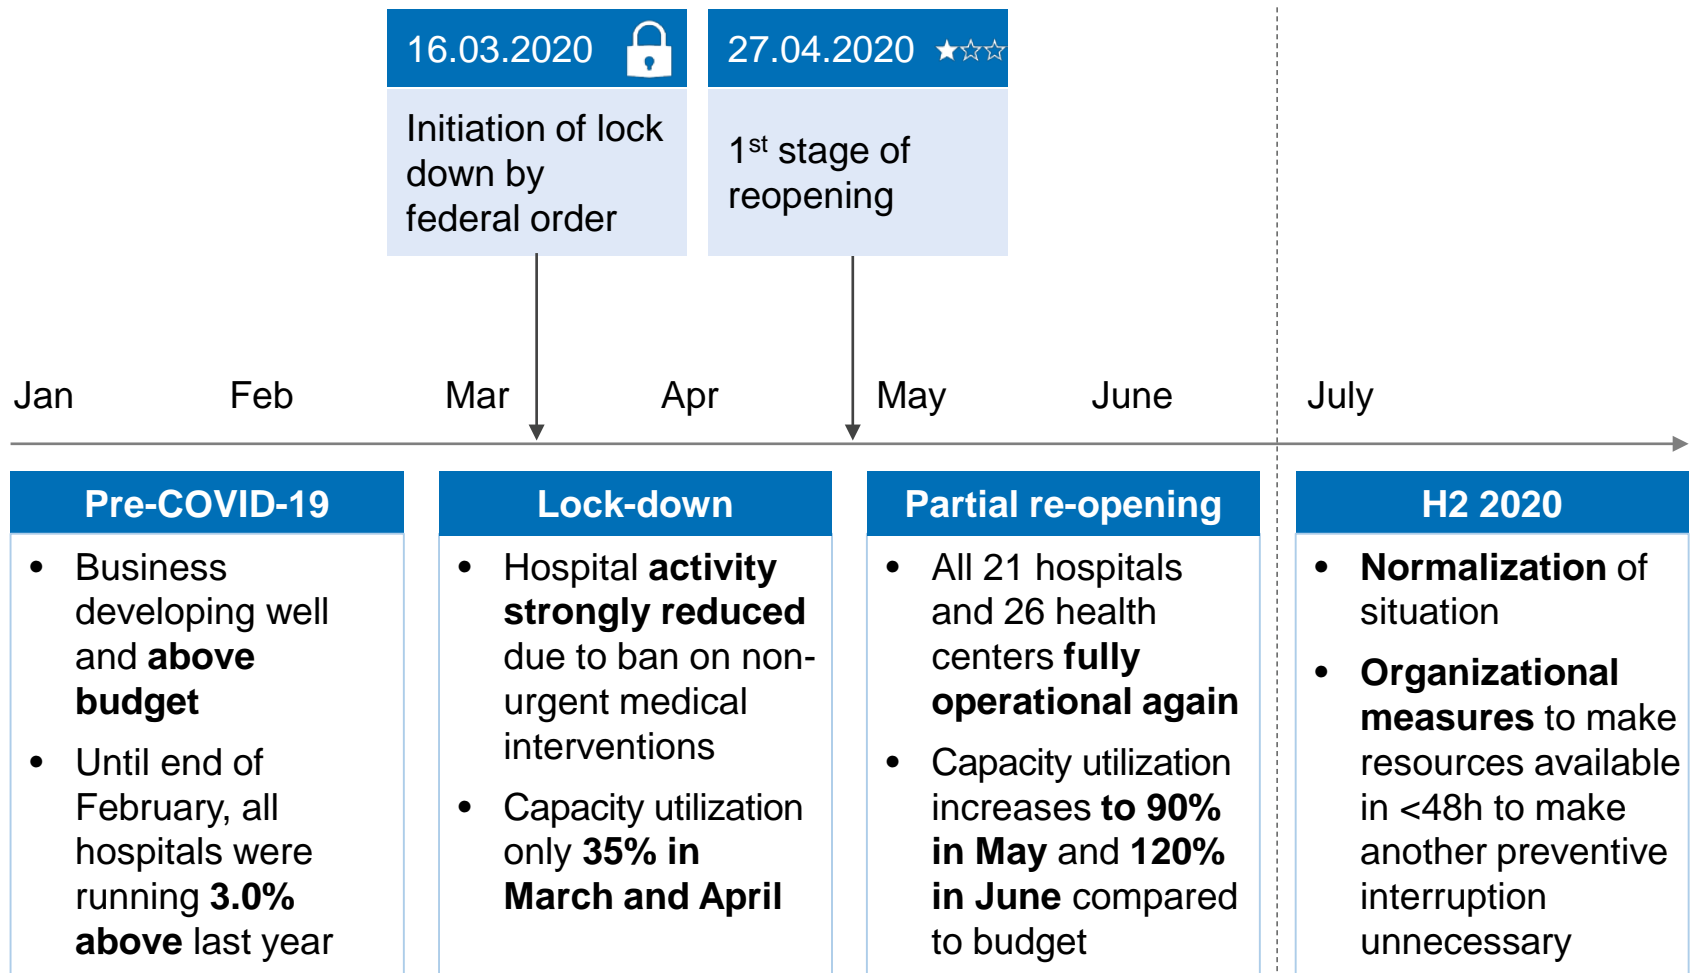 16.03.2020
Initiation of lock
down by
federal order
27.04.2020
1st stage of
reopening
Jan
Feb
Mar
Apr
May
June
July
Pre-COVID-19
• Business
developing well
and above
budget
• Until end of
February, all
hospitals were
running 3.0%
above last year
Lock-down
• Hospital activity
strongly reduced
due to ban on non-
urgent medical
interventions
• Capacity utilization
only 35% in
March and April
Partial re-opening
• All 21 hospitals
and 26 health
centers fully
operational again
• Capacity utilization
increases to 90%
in May and 120%
in June compared
to budget
H2 2020
• Normalization of
situation
• Organizational
measures to make
resources available
in <48h to make
another preventive
interruption
unnecessary